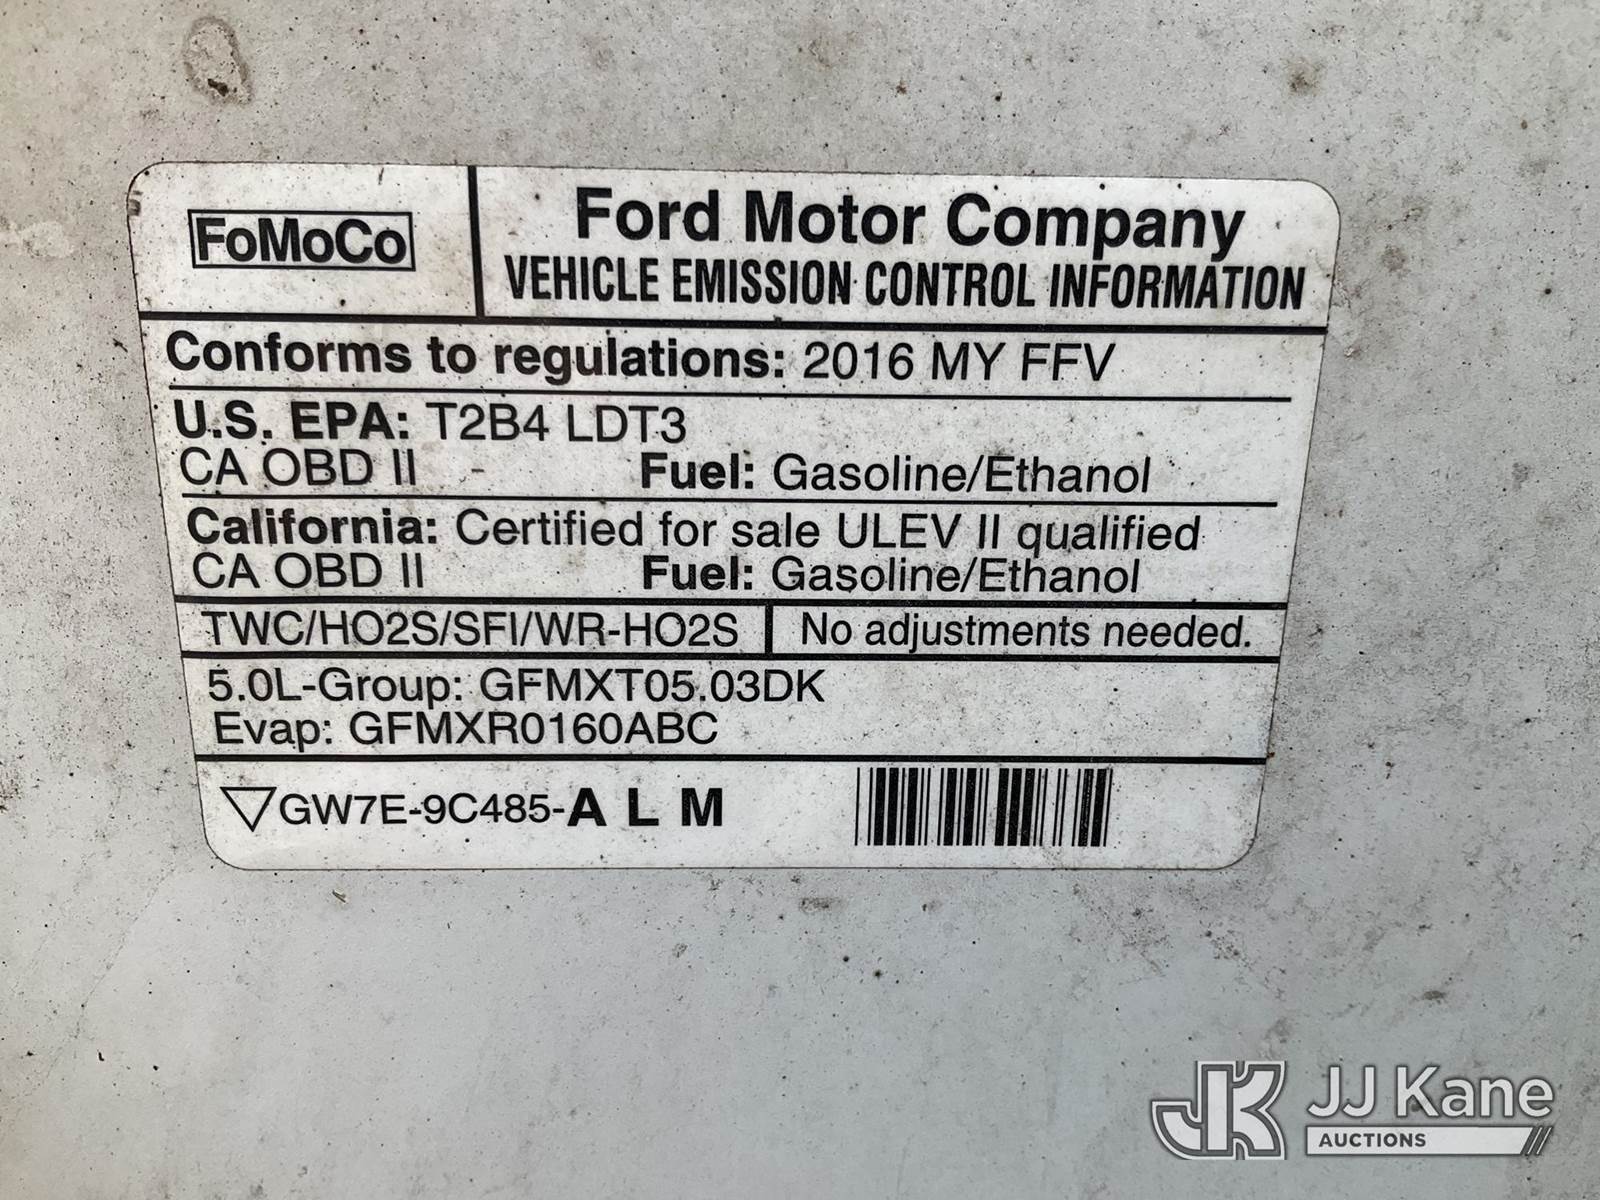 FoMoCo
Ford Motor Company
VEHICLE EMISSION CONTROL INFORMATION
Conforms to regulations: 2016 MY FFV
U.S. EPA: T2B4 LDT3
CA OBD II - Fuel: Gasoline/Ethanol
California: Certified for sale ULEV II qualified
CA OBD II Fuel: Gasoline/Ethanol
TWC/HO2S/SFI/WR-HO2S No adjustments needed.
5.0L-Group: GFMXT05.03DK
Evap: GFMXR0160ABC
GW7E-9C485-A L M
JK JJ Kane
AUCTIONS